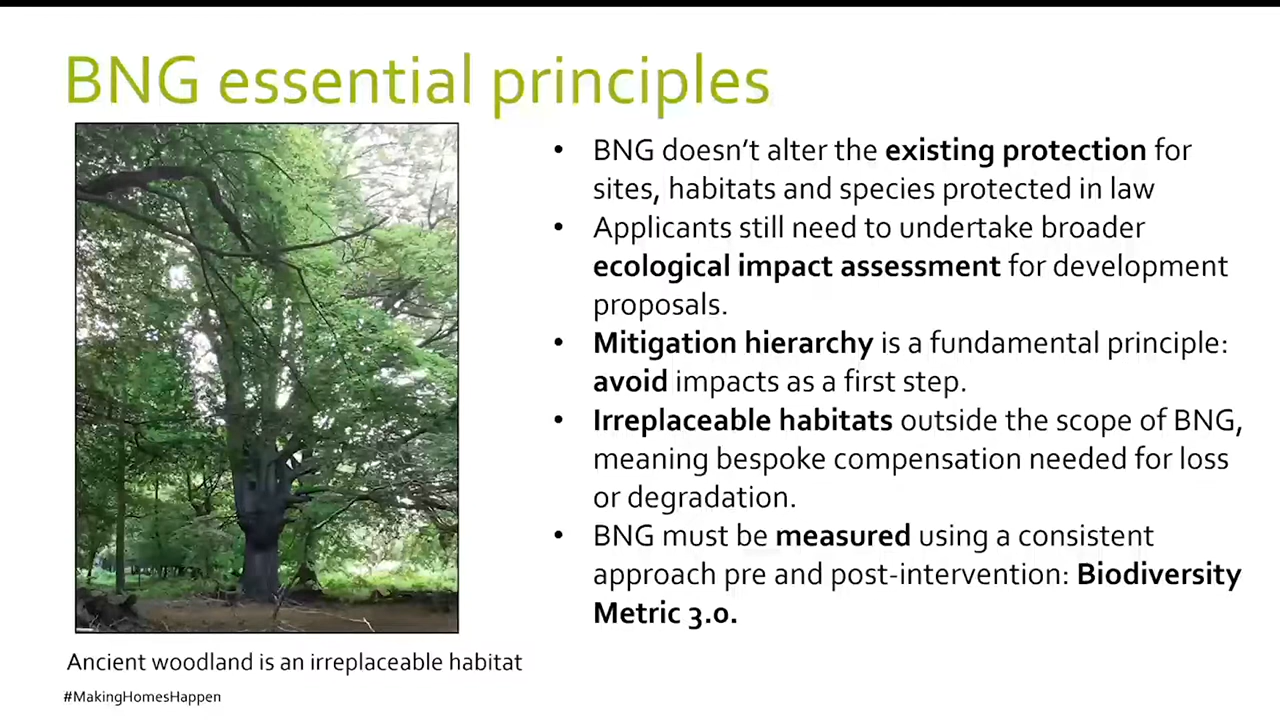 BNG essential principles
• BNG doesn't alter the existing protection for
sites, habitats and species protected in law
• Applicants still need to undertake broader
ecological impact assessment for development
proposals.
• Mitigation hierarchy is a fundamental principle:
avoid impacts as a first step.
• Irreplaceable habitats outside the scope of BNG,
meaning bespoke compensation needed for loss
or degradation.
• BNG must be measured using a consistent
approach pre and post-intervention: Biodiversity
Metric 3.0.
Ancient woodland is an irreplaceable habitat
#MakingHomesHappen